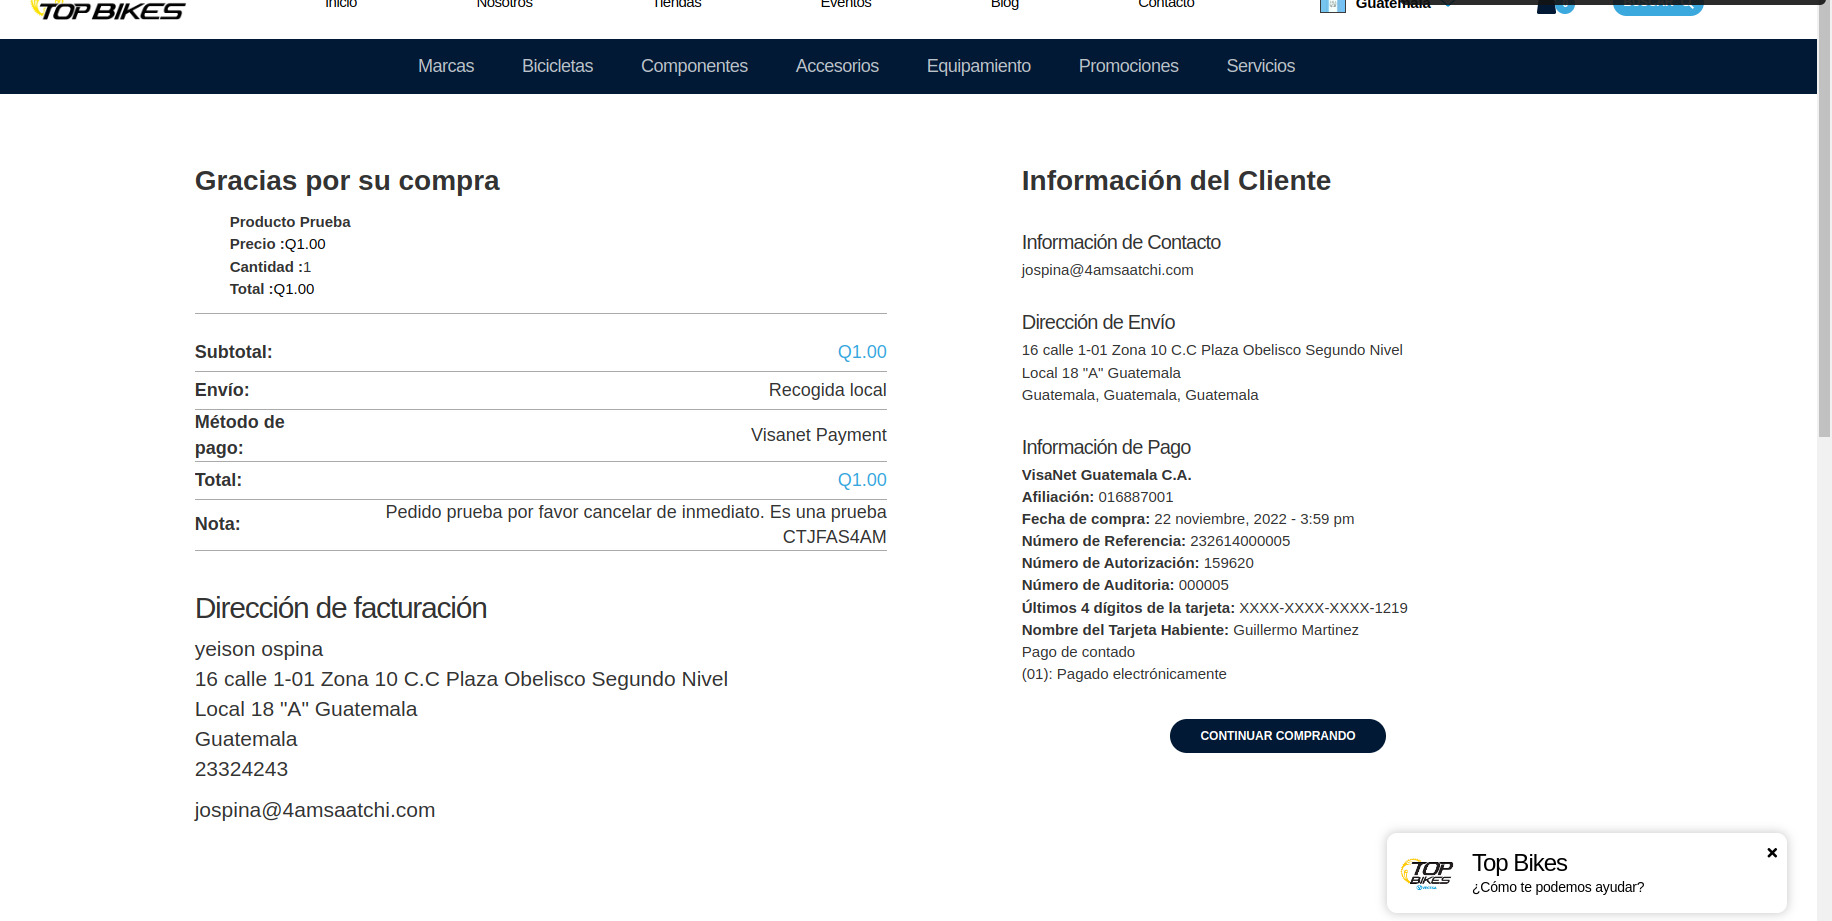 TOP BIKES
Inicio
Nosotros
Tiendas
Eventos
Blog
Contacto
Guatemala
Marcas
Bicicletas
Componentes
Accesorios
Equipamiento
Promociones
Servicios
Gracias por su compra
Producto Prueba
Precio :Q1.00
Cantidad :1
Total :Q1.00
Subtotal: Q1.00
Envío: Recogida local
Método de
pago: Visanet Payment
Total: Q1.00
Nota: Pedido prueba por favor cancelar de inmediato. Es una prueba
CTJFAS4AM
Dirección de facturación
yeison ospina
16 calle 1-01 Zona 10 C.C Plaza Obelisco Segundo Nivel
Local 18 "A" Guatemala
Guatemala
23324243
jospina@4amsaatchi.com
Información del Cliente
Información de Contacto
jospina@4amsaatchi.com
Dirección de Envío
16 calle 1-01 Zona 10 C.C Plaza Obelisco Segundo Nivel
Local 18 "A" Guatemala
Guatemala, Guatemala, Guatemala
Información de Pago
VisaNet Guatemala C.A.
Afiliación: 016887001
Fecha de compra: 22 noviembre, 2022 - 3:59 pm
Número de Referencia: 232614000005
Número de Autorización: 159620
Número de Auditoria: 000005
Últimos 4 dígitos de la tarjeta: XXXX-XXXX-XXXX-1219
Nombre del Tarjeta Habiente: Guillermo Martinez
Pago de contado
(01): Pagado electrónicamente
CONTINUAR COMPRANDO
TOP
BIKES
Top Bikes
¿Cómo te podemos ayudar?